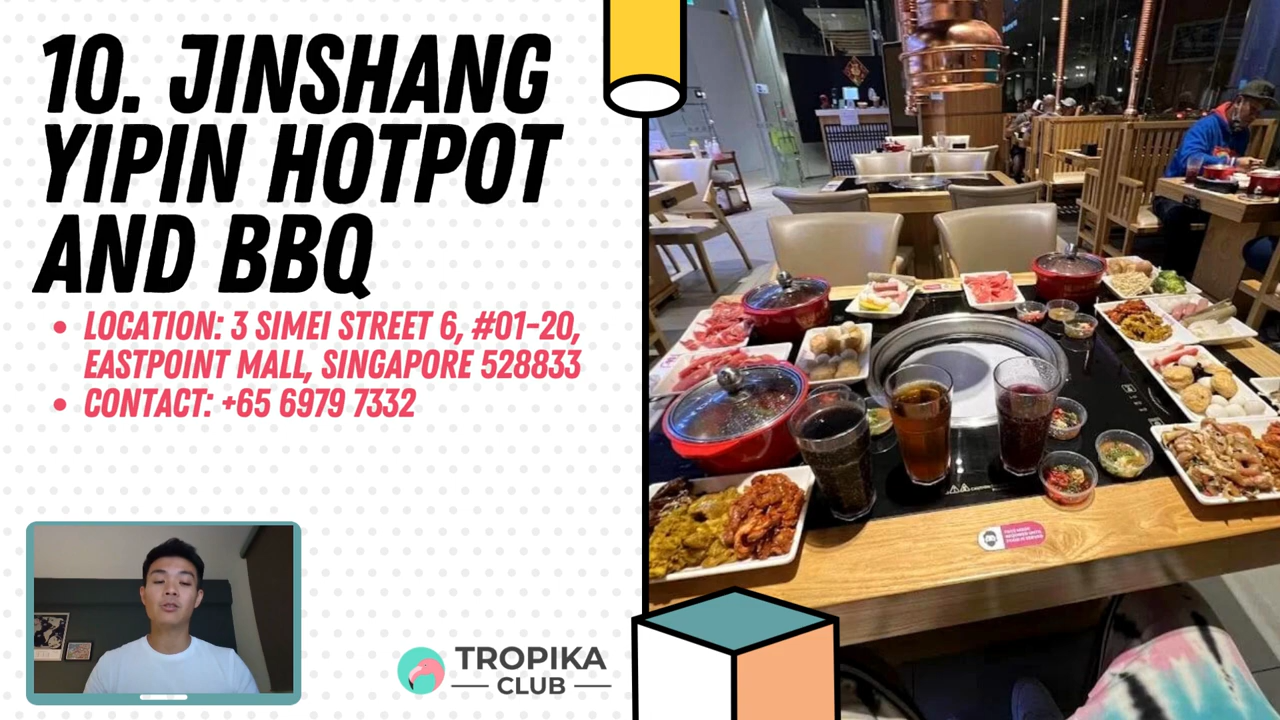 10. JINSHANG
YIPIN HOTPOT
AND BBQ
• LOCATION: 3 SIMEI STREET 6, #01-20,
EASTPOINT MALL, SINGAPORE 528833
• CONTACT: +65 6979 7332
TROPIKA
CLUB